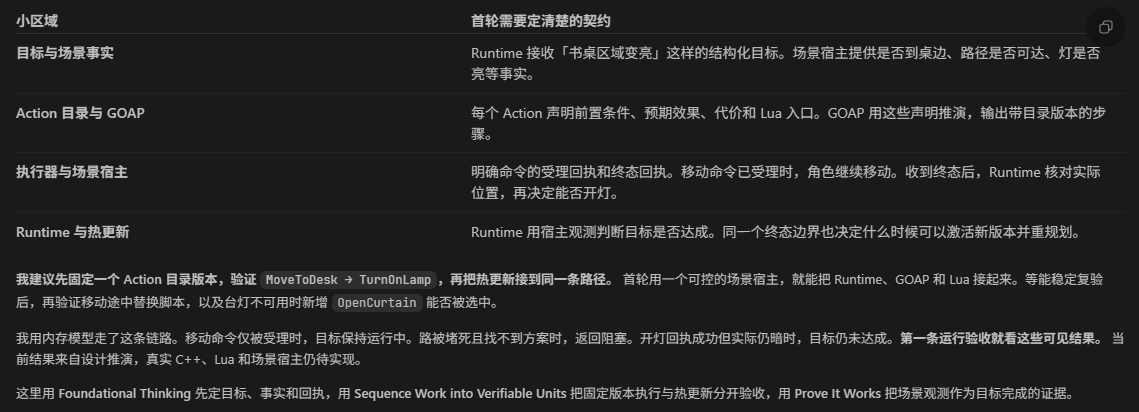 小区域 首轮需要定清楚的契约
目标与场景事实 Runtime 接收「书桌区域变亮」这样的结构化目标。场景宿主提供是否到桌边、路径是否可达、灯是否
亮等事实。
Action 目录与 GOAP 每个 Action 声明前置条件、预期效果、代价和 Lua 入口。GOAP 用这些声明推演，输出带目录版本的步
骤。
执行器与场景宿主 明确命令的受理回执和终态回执。移动命令已受理时，角色继续移动。收到终态后，Runtime 核对实际
位置，再决定能否开灯。
Runtime 与热更新 Runtime 用宿主观测判断目标是否达成。同一个终态边界也决定什么时候可以激活新版本并重规划。
我建议先固定一个 Action 目录版本，验证 MoveToDesk → TurnOnLamp，再把热更新接到同一条路径。 首轮用一个可控的场景宿主，就能把 Runtime、GOAP 和 Lua 接起来。等能稳定复验
后，再验证移动途中替换脚本，以及台灯不可用时新增 OpenCurtain 能否被选中。
我用内存模型走了这条链路。移动命令仅被受理时，目标保持运行中。路被堵死且找不到方案时，返回阻塞。开灯回执成功但实际仍暗时，目标仍未达成。第一条运行验收就看这些可见结果。 当
前结果来自设计推演，真实 C++、Lua 和场景宿主仍待实现。
这里用 Foundational Thinking 先定目标、事实和回执，用 Sequence Work into Verifiable Units 把固定版本执行与热更新分开验收，用 Prove It Works 把场景观测作为目标完成的证据。